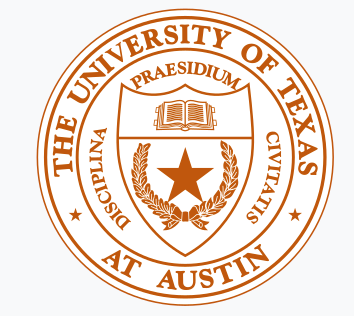 THE UNIVERSITY OF TEXAS
AT AUSTIN
DISCIPLINA
PRAESIDIUM
CIVITATIS